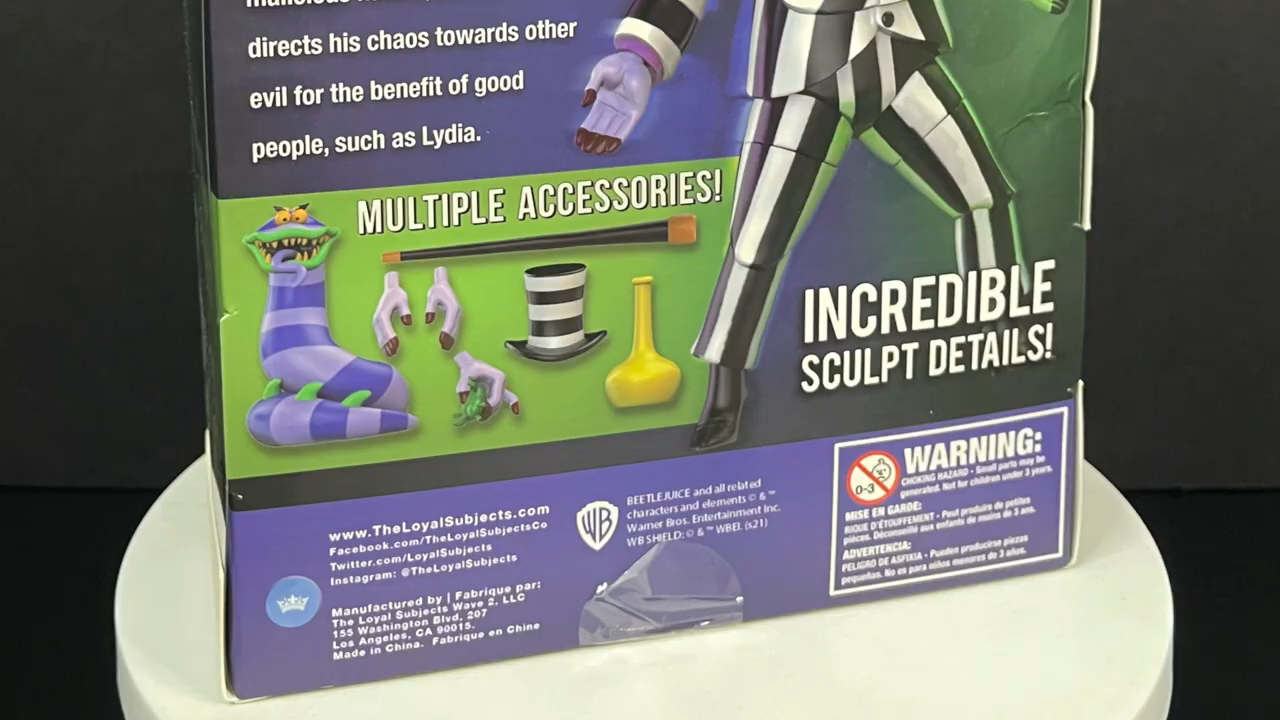 directs his chaos towards other
evil for the benefit of good
people, such as Lydia.
MULTIPLE ACCESSORIES!
INCREDIBLE
SCULPT DETAILS!
www.TheLoyalSubjects.com
Facebook.com/TheLoyalSubjectsCo
Twitter.com/LoyalSubjects
Instagram: @TheLoyalSubjects
Manufactured by | Fabrique par:
The Loyal Subjects Wave 2, LLC
155 Washington Blvd, 207
Los Angeles, CA 90015.
Made in China. Fabrique en Chine
WB
BEETLEJUICE and all related
characters and elements © & ™
Warner Bros. Entertainment Inc.
WB SHIELD: © & ™ WBEI. (s21)
0-3
WARNING:
CHOKING HAZARD - Small parts may be
generated. Not for children under 3 years.
MISE EN GARDE:
RIQUE D'ÉTOUFFEMENT - Peut produire de petites
pièces. Déconseillé aux enfants de moins de 3 ans.
ADVERTENCIA:
PELIGRO DE ASFIXIA - Pueden producirse piezas
pequeñas. No es para niños menores de 3 años.